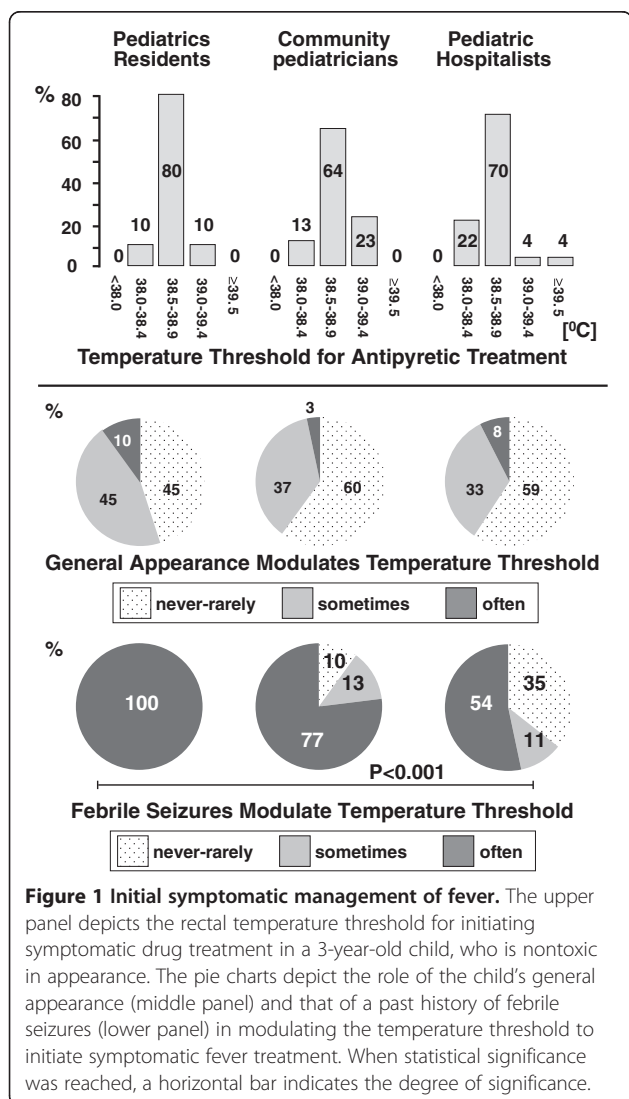 Pediatrics Residents
Community pediatricians
Pediatric Hospitalists
% 80
60
40
20
0
0 10 80 10 0
0 13 64 23 0
0 22 70 4 4
<38.0 38.0-38.4 38.5-38.9 39.0-39.4 ≥39.5
<38.0 38.0-38.4 38.5-38.9 39.0-39.4 ≥39.5
<38.0 38.0-38.4 38.5-38.9 39.0-39.4 ≥39.5
[⁰C]
Temperature Threshold for Antipyretic Treatment
%
10 45 45
3 37 60
8 33 59
General Appearance Modulates Temperature Threshold
never-rarely sometimes often
%
100
10 13 77
35 54 11
P<0.001
Febrile Seizures Modulate Temperature Threshold
never-rarely sometimes often
Figure 1 Initial symptomatic management of fever. The upper
panel depicts the rectal temperature threshold for initiating
symptomatic drug treatment in a 3-year-old child, who is nontoxic
in appearance. The pie charts depict the role of the child's general
appearance (middle panel) and that of a past history of febrile
seizures (lower panel) in modulating the temperature threshold to
initiate symptomatic fever treatment. When statistical significance
was reached, a horizontal bar indicates the degree of significance.